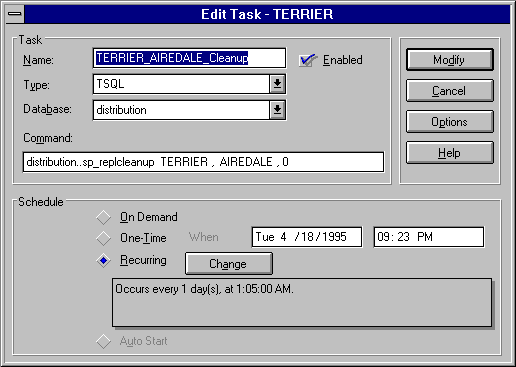 Edit Task - TERRIER
Task
Name: TERRIER_AIREDALE_Cleanup Enabled
Type: TSQL
Database: distribution
Command:
distribution..sp_replcleanup TERRIER , AIREDALE , 0
Modify
Cancel
Options
Help
Schedule
On Demand
One-Time When Tue 4 /18/1995 09: 23 PM
Recurring Change
Occurs every 1 day(s), at 1:05:00 AM.
Auto Start